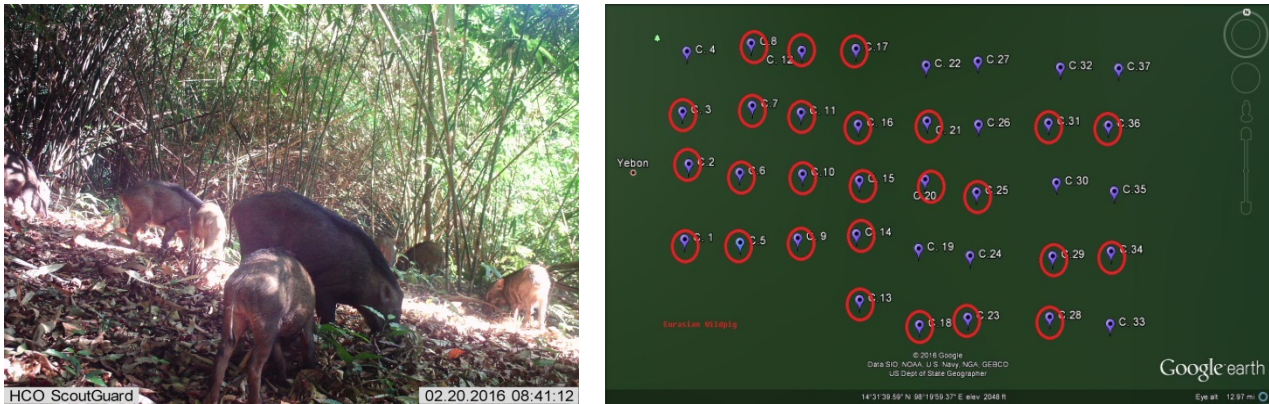 HCO ScoutGuard
02.20.2016 08:41:12
C. 4
C.8
C. 12
C.17
C. 22
C.27
C.32
C.37
C. 3
C.7
C. 11
C. 16
C. 21
C.26
C.31
C.36
Yebon
C.2
C.6
C.10
C. 15
C.20
C.25
C.30
C.35
C. 1
C.5
C. 9
C. 14
C. 19
C.24
C.29
C.34
C.13
C.18
C.23
C.28
C.33
Eurasian Wildpig
© 2016 Google
Data SIO, NOAA, U.S. Navy, NGA, GEBCO
US Dept of State Geographer
Google earth
14°31'39.59" N 98°19'59.37" E elev 2048 ft
Eye alt 12.97 mi
N